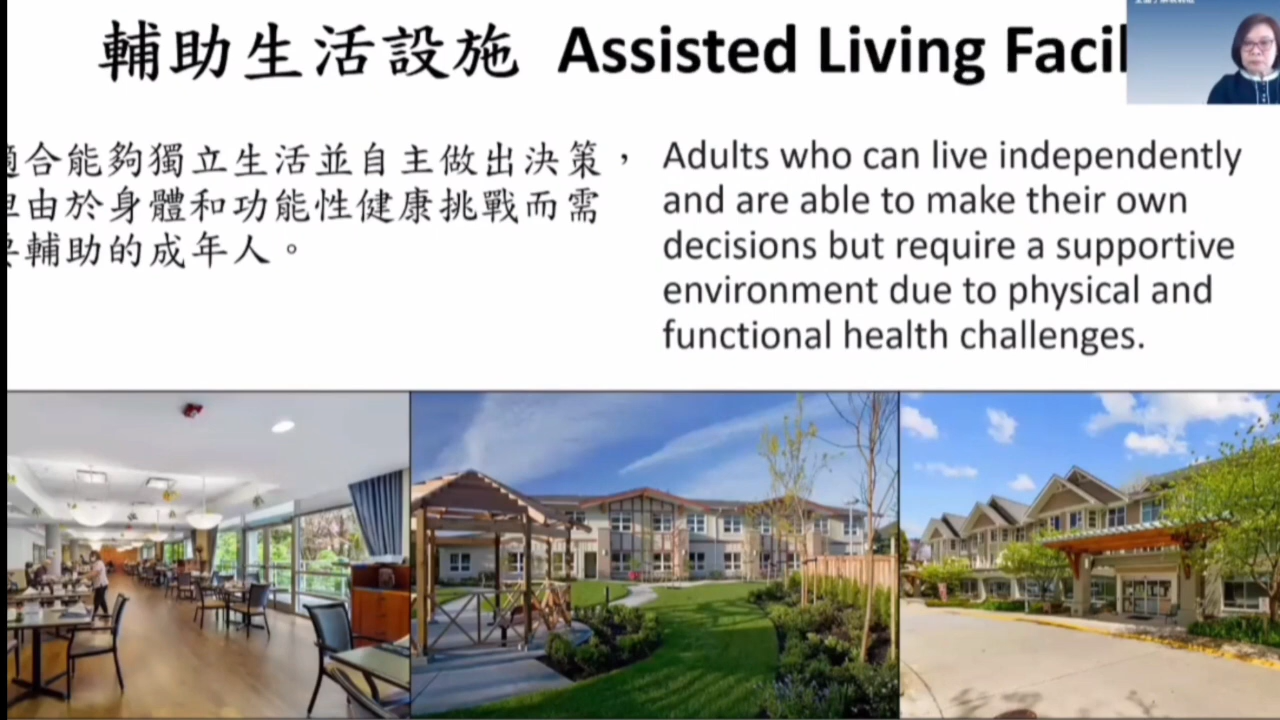 輔助生活設施 Assisted Living Facil
適合能夠獨立生活並自主做出決策，
但由於身體和功能性健康挑戰而需
要輔助的成年人。
Adults who can live independently
and are able to make their own
decisions but require a supportive
environment due to physical and
functional health challenges.